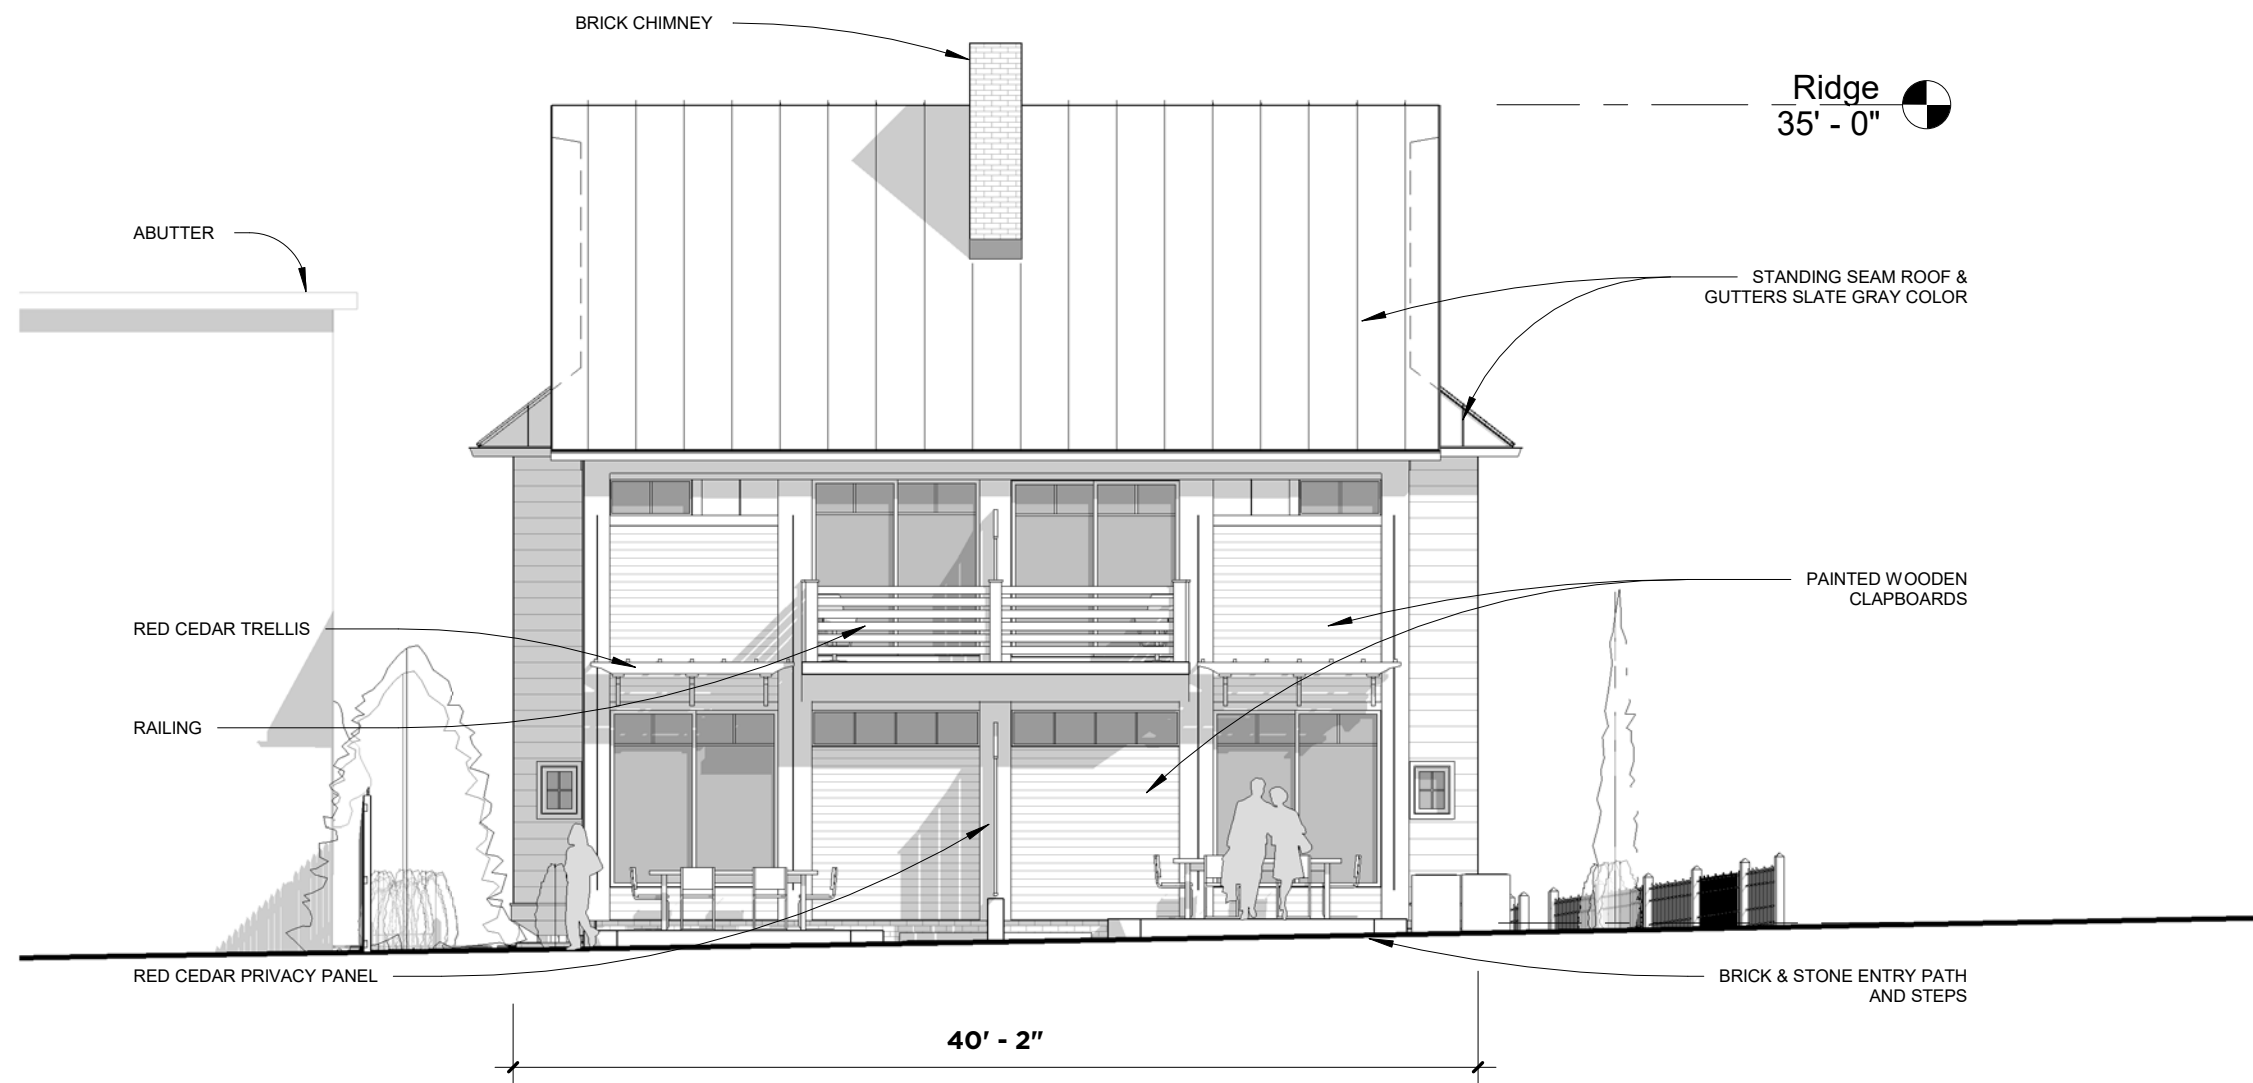 BRICK CHIMNEY
Ridge
35' - 0"
ABUTTER
STANDING SEAM ROOF &
GUTTERS SLATE GRAY COLOR
PAINTED WOODEN
CLAPBOARDS
RED CEDAR TRELLIS
RAILING
RED CEDAR PRIVACY PANEL
BRICK & STONE ENTRY PATH
AND STEPS
40' - 2"